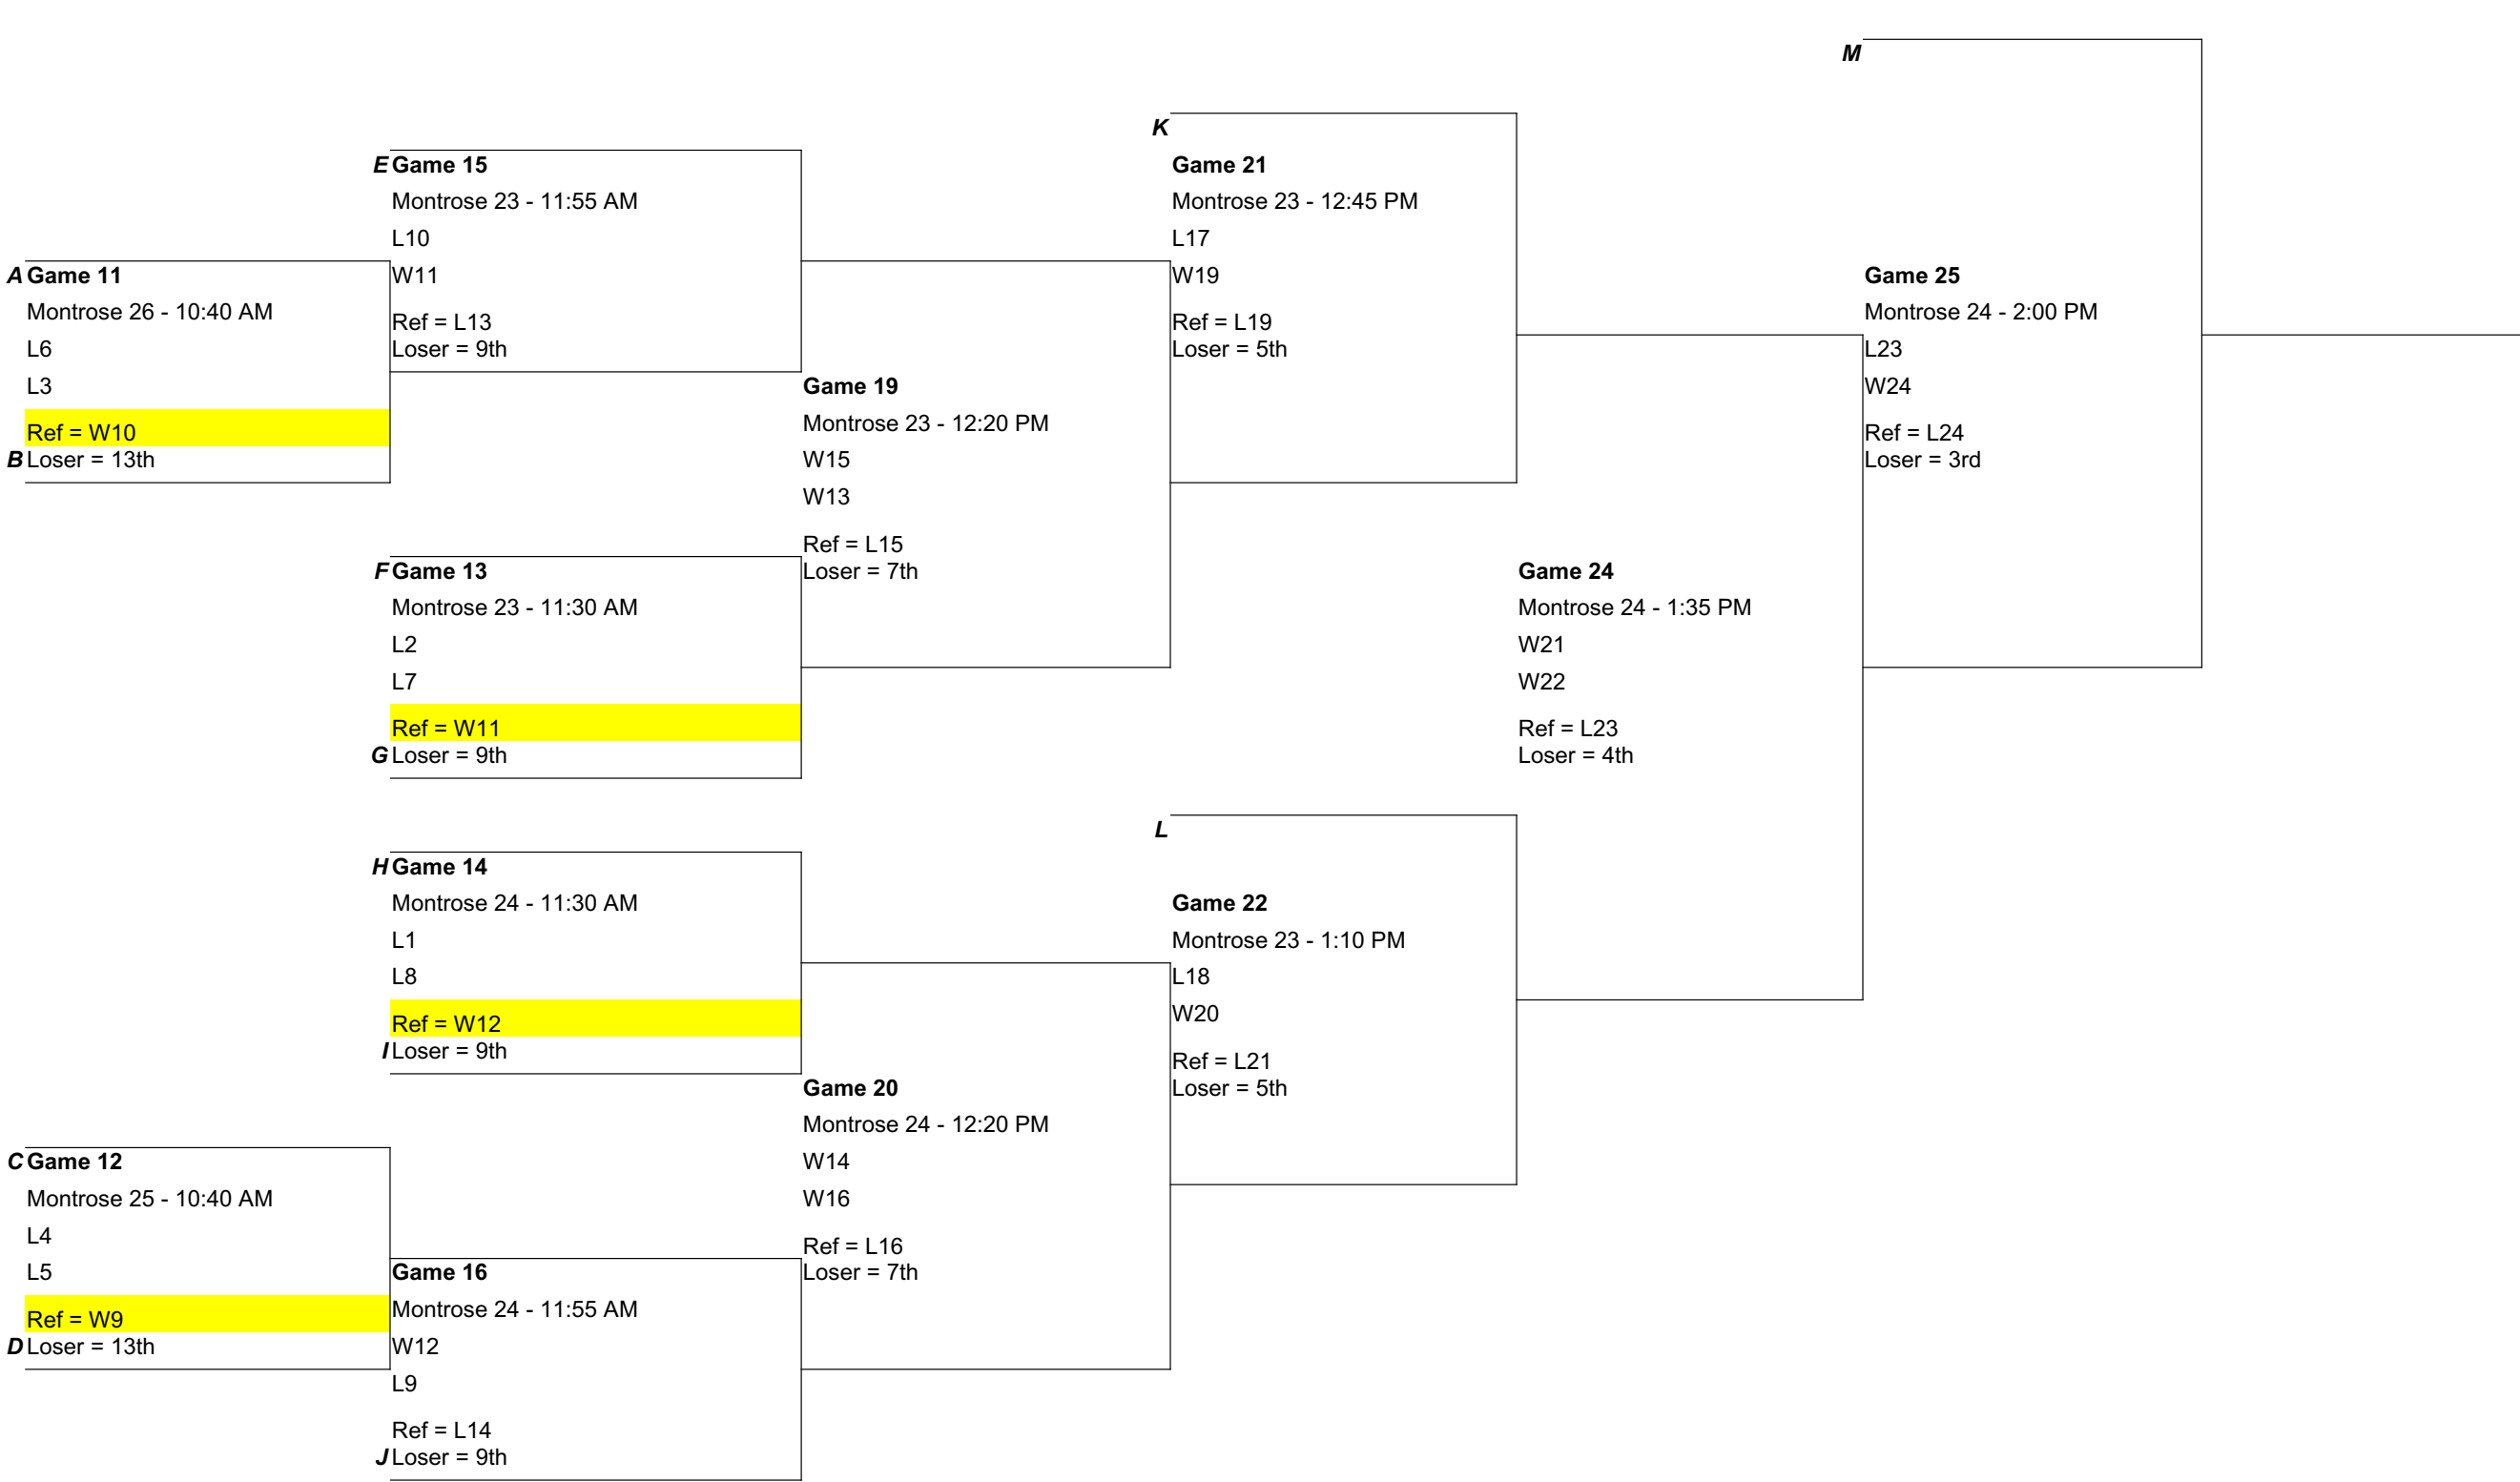 A Game 11
Montrose 26 - 10:40 AM
L6
L3
Ref = W10
B Loser = 13th
C Game 12
Montrose 25 - 10:40 AM
L4
L5
Ref = W9
D Loser = 13th
E Game 15
Montrose 23 - 11:55 AM
L10
W11
Ref = L13
Loser = 9th
F Game 13
Montrose 23 - 11:30 AM
L2
L7
Ref = W11
G Loser = 9th
H Game 14
Montrose 24 - 11:30 AM
L1
L8
Ref = W12
I Loser = 9th
Game 16
Montrose 24 - 11:55 AM
W12
L9
Ref = L14
J Loser = 9th
Game 19
Montrose 23 - 12:20 PM
W15
W13
Ref = L15
Loser = 7th
Game 20
Montrose 24 - 12:20 PM
W14
W16
Ref = L16
Loser = 7th
K
Game 21
Montrose 23 - 12:45 PM
L17
W19
Ref = L19
Loser = 5th
L
Game 22
Montrose 23 - 1:10 PM
L18
W20
Ref = L21
Loser = 5th
Game 24
Montrose 24 - 1:35 PM
W21
W22
Ref = L23
Loser = 4th
M
Game 25
Montrose 24 - 2:00 PM
L23
W24
Ref = L24
Loser = 3rd